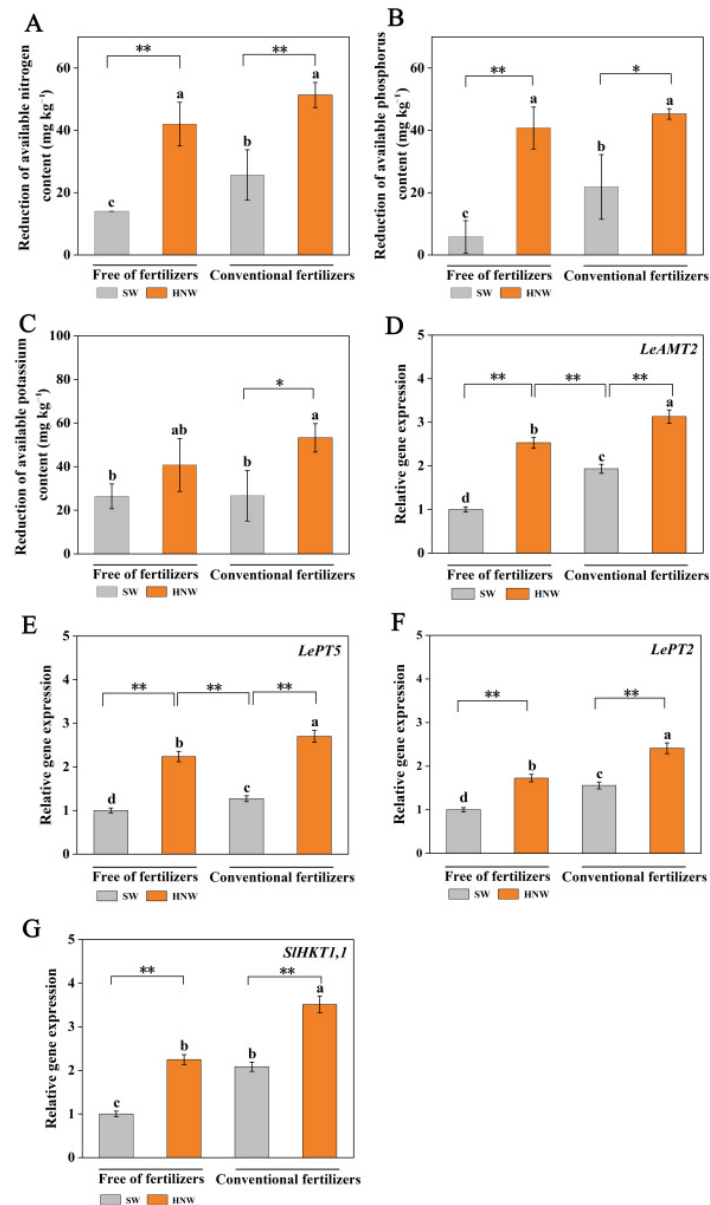 A
Reduction of available nitrogen
content (mg kg⁻¹)
60
40
20
0
**
**
c
a
b
a
Free of fertilizers
Conventional fertilizers
SW
HNW
B
Reduction of available phosphorus
content (mg kg⁻¹)
60
40
20
0
**
*
c
a
b
a
Free of fertilizers
Conventional fertilizers
SW
HNW
C
Reduction of available potassium
content (mg kg⁻¹)
100
80
60
40
20
0
*
b
ab
b
a
Free of fertilizers
Conventional fertilizers
SW
HNW
D
LeAMT2
Relative gene expression
5
4
3
2
1
0
**
**
**
d
b
c
a
Free of fertilizers
Conventional fertilizers
SW
HNW
E
LePT5
Relative gene expression
5
4
3
2
1
0
**
**
**
d
b
c
a
Free of fertilizers
Conventional fertilizers
SW
HNW
F
LePT2
Relative gene expression
5
4
3
2
1
0
**
**
d
b
c
a
Free of fertilizers
Conventional fertilizers
SW
HNW
G
SlHKT1,1
Relative gene expression
5
4
3
2
1
0
**
**
c
b
b
a
Free of fertilizers
Conventional fertilizers
SW
HNW